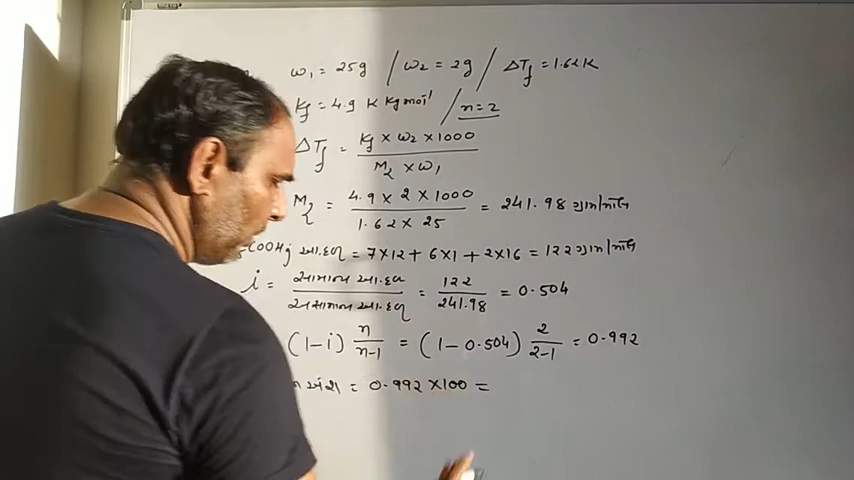 w₁ = 25g / w₂ = 2g / ΔTf = 1.62 K
Kf = 4.9 K Kg mol⁻¹ / n = 2
ΔTf = Kf × w₂ × 1000 / M₂ × w₁
M₂ = 4.9 × 2 × 1000 / 1.62 × 25 = 241.98 ગ્રામ/મોલ
COOH આ.દળ = 7×12 + 6×1 + 2×16 = 122 ગ્રામ/મોલ
i = સામાન્ય આ.દળ / અસામાન્ય આ.દળ = 122 / 241.98 = 0.504
(1-i) n / n-1 = (1 - 0.504) 2 / 2-1 = 0.992
અંશ = 0.992 × 100 =